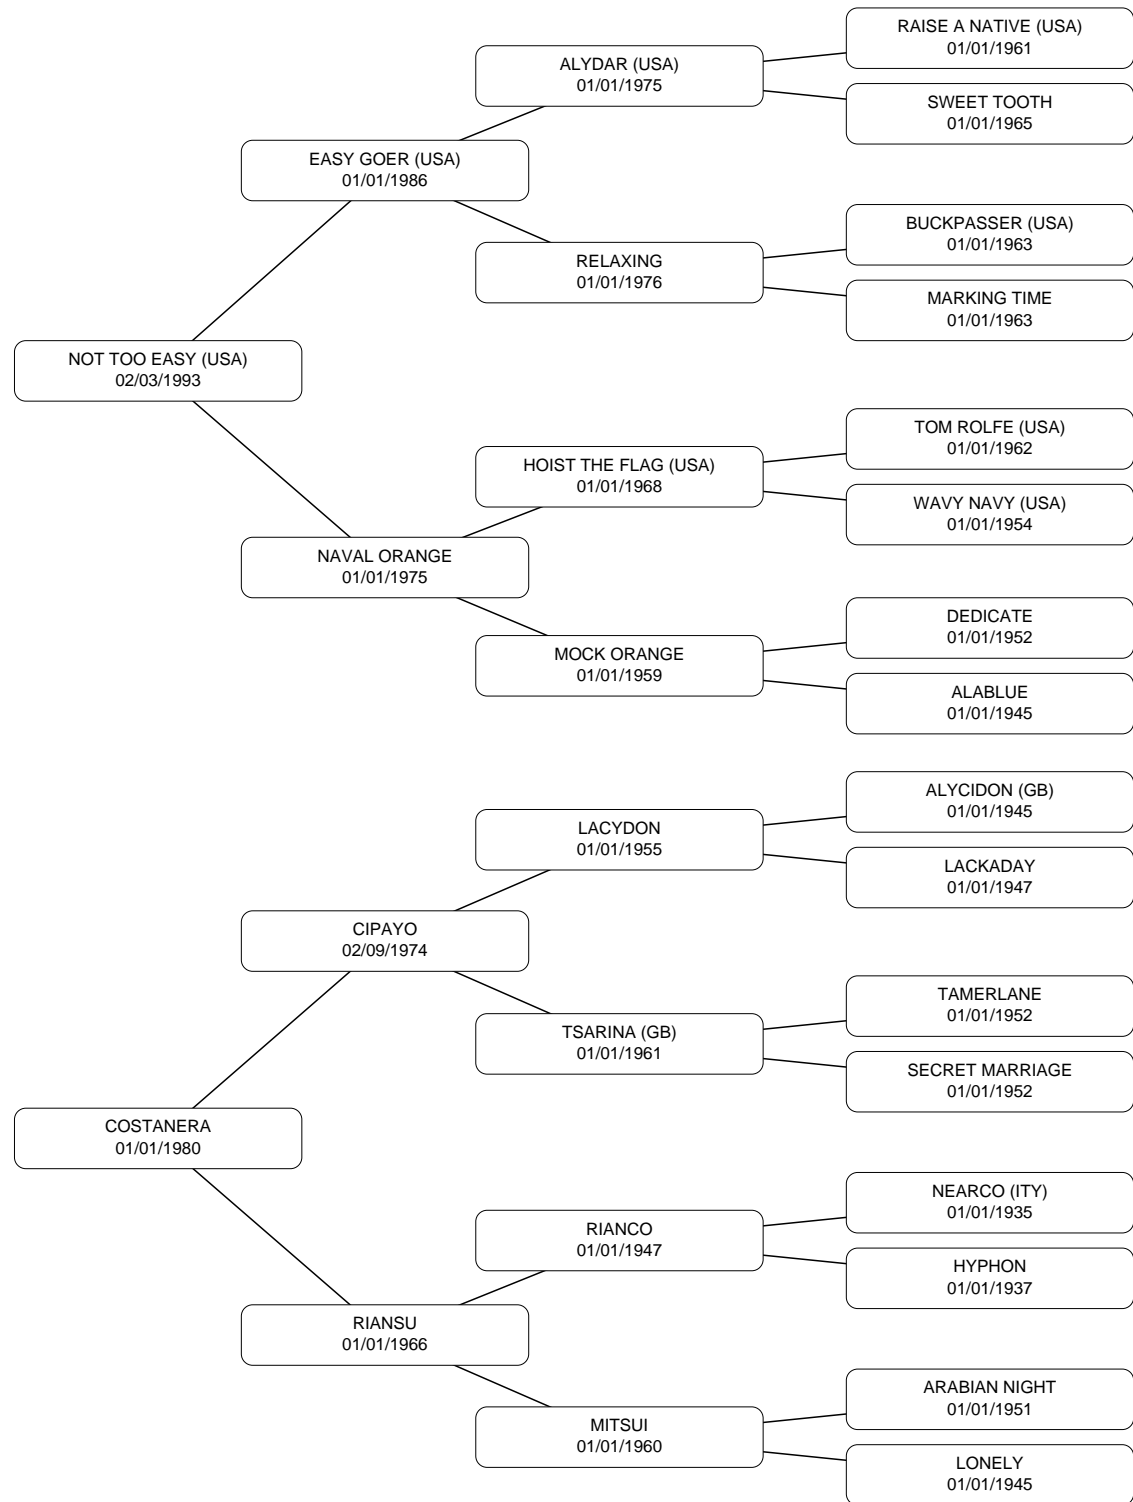 RAISE A NATIVE (USA)
01/01/1961
ALYDAR (USA)
01/01/1975
SWEET TOOTH
01/01/1965
EASY GOER (USA)
01/01/1986
BUCKPASSER (USA)
01/01/1963
RELAXING
01/01/1976
MARKING TIME
01/01/1963
NOT TOO EASY (USA)
02/03/1993
TOM ROLFE (USA)
01/01/1962
HOIST THE FLAG (USA)
01/01/1968
WAVY NAVY (USA)
01/01/1954
NAVAL ORANGE
01/01/1975
DEDICATE
01/01/1952
MOCK ORANGE
01/01/1959
ALABLUE
01/01/1945
ALYCIDON (GB)
01/01/1945
LACYDON
01/01/1955
LACKADAY
01/01/1947
CIPAYO
02/09/1974
TAMERLANE
01/01/1952
TSARINA (GB)
01/01/1961
SECRET MARRIAGE
01/01/1952
COSTANERA
01/01/1980
NEARCO (ITY)
01/01/1935
RIANCO
01/01/1947
HYPHON
01/01/1937
RIANSU
01/01/1966
ARABIAN NIGHT
01/01/1951
MITSUI
01/01/1960
LONELY
01/01/1945